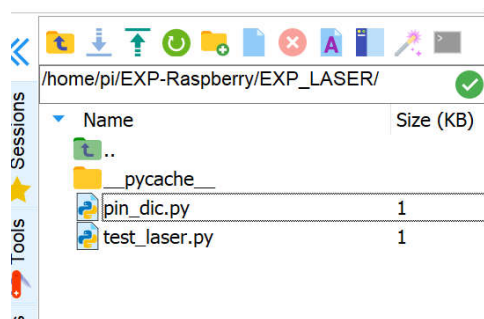 /home/pi/EXP-Raspberry/EXP_LASER/
Name Size (KB)
..
__pycache__
pin_dic.py 1
test_laser.py 1
Sessions
Tools